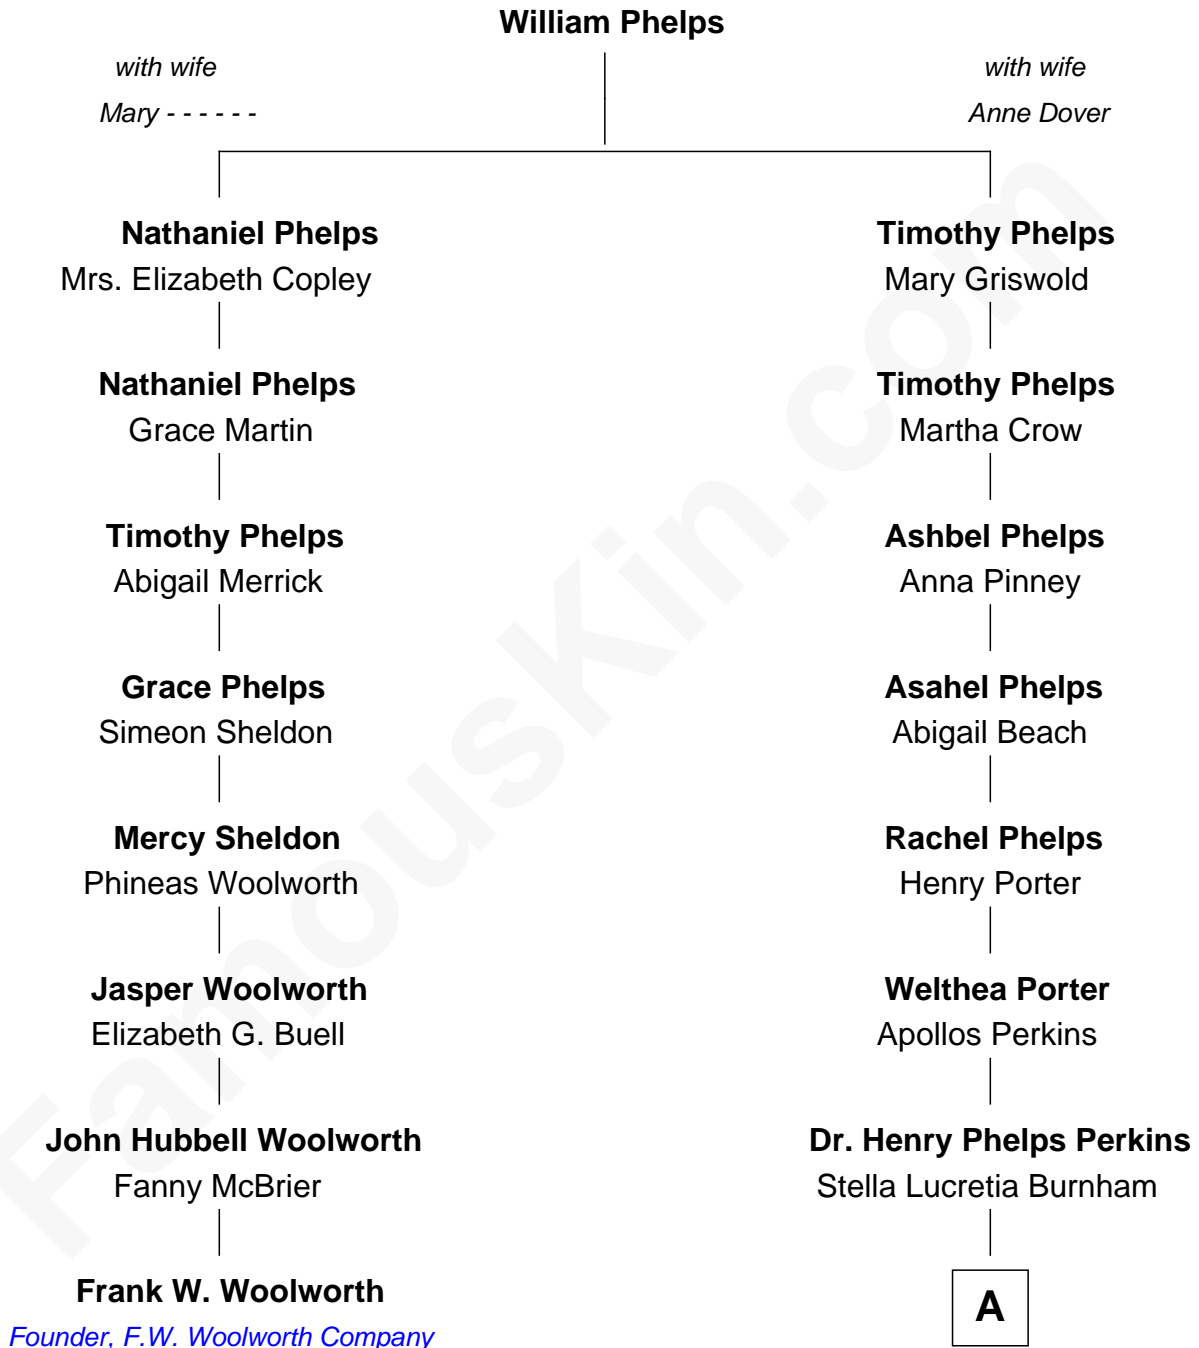 William Phelps
with wife
Mary - - - - - -
with wife
Anne Dover
Nathaniel Phelps
Mrs. Elizabeth Copley
Timothy Phelps
Mary Griswold
Nathaniel Phelps
Grace Martin
Timothy Phelps
Martha Crow
Timothy Phelps
Abigail Merrick
Ashbel Phelps
Anna Pinney
Grace Phelps
Simeon Sheldon
Asahel Phelps
Abigail Beach
Mercy Sheldon
Phineas Woolworth
Rachel Phelps
Henry Porter
Jasper Woolworth
Elizabeth G. Buell
Welthea Porter
Apollos Perkins
John Hubbell Woolworth
Fanny McBrier
Dr. Henry Phelps Perkins
Stella Lucretia Burnham
Frank W. Woolworth
Founder, F.W. Woolworth Company
A
FamousKin.com